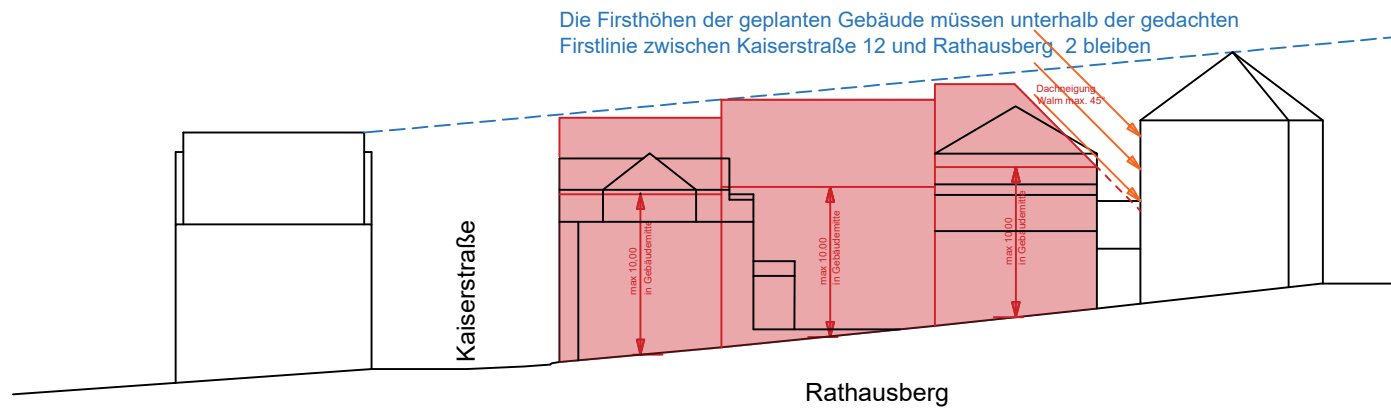 Die Firsthöhen der geplanten Gebäude müssen unterhalb der gedachten
Firstlinie zwischen Kaiserstraße 12 und Rathausberg 2 bleiben
Dachneigung
Walm max. 45°
Kaiserstraße
max 10,00
in Gebäudemitte
max 10.00
in Gebäudemitte
max 10.00
in Gebäudemitte
Rathausberg